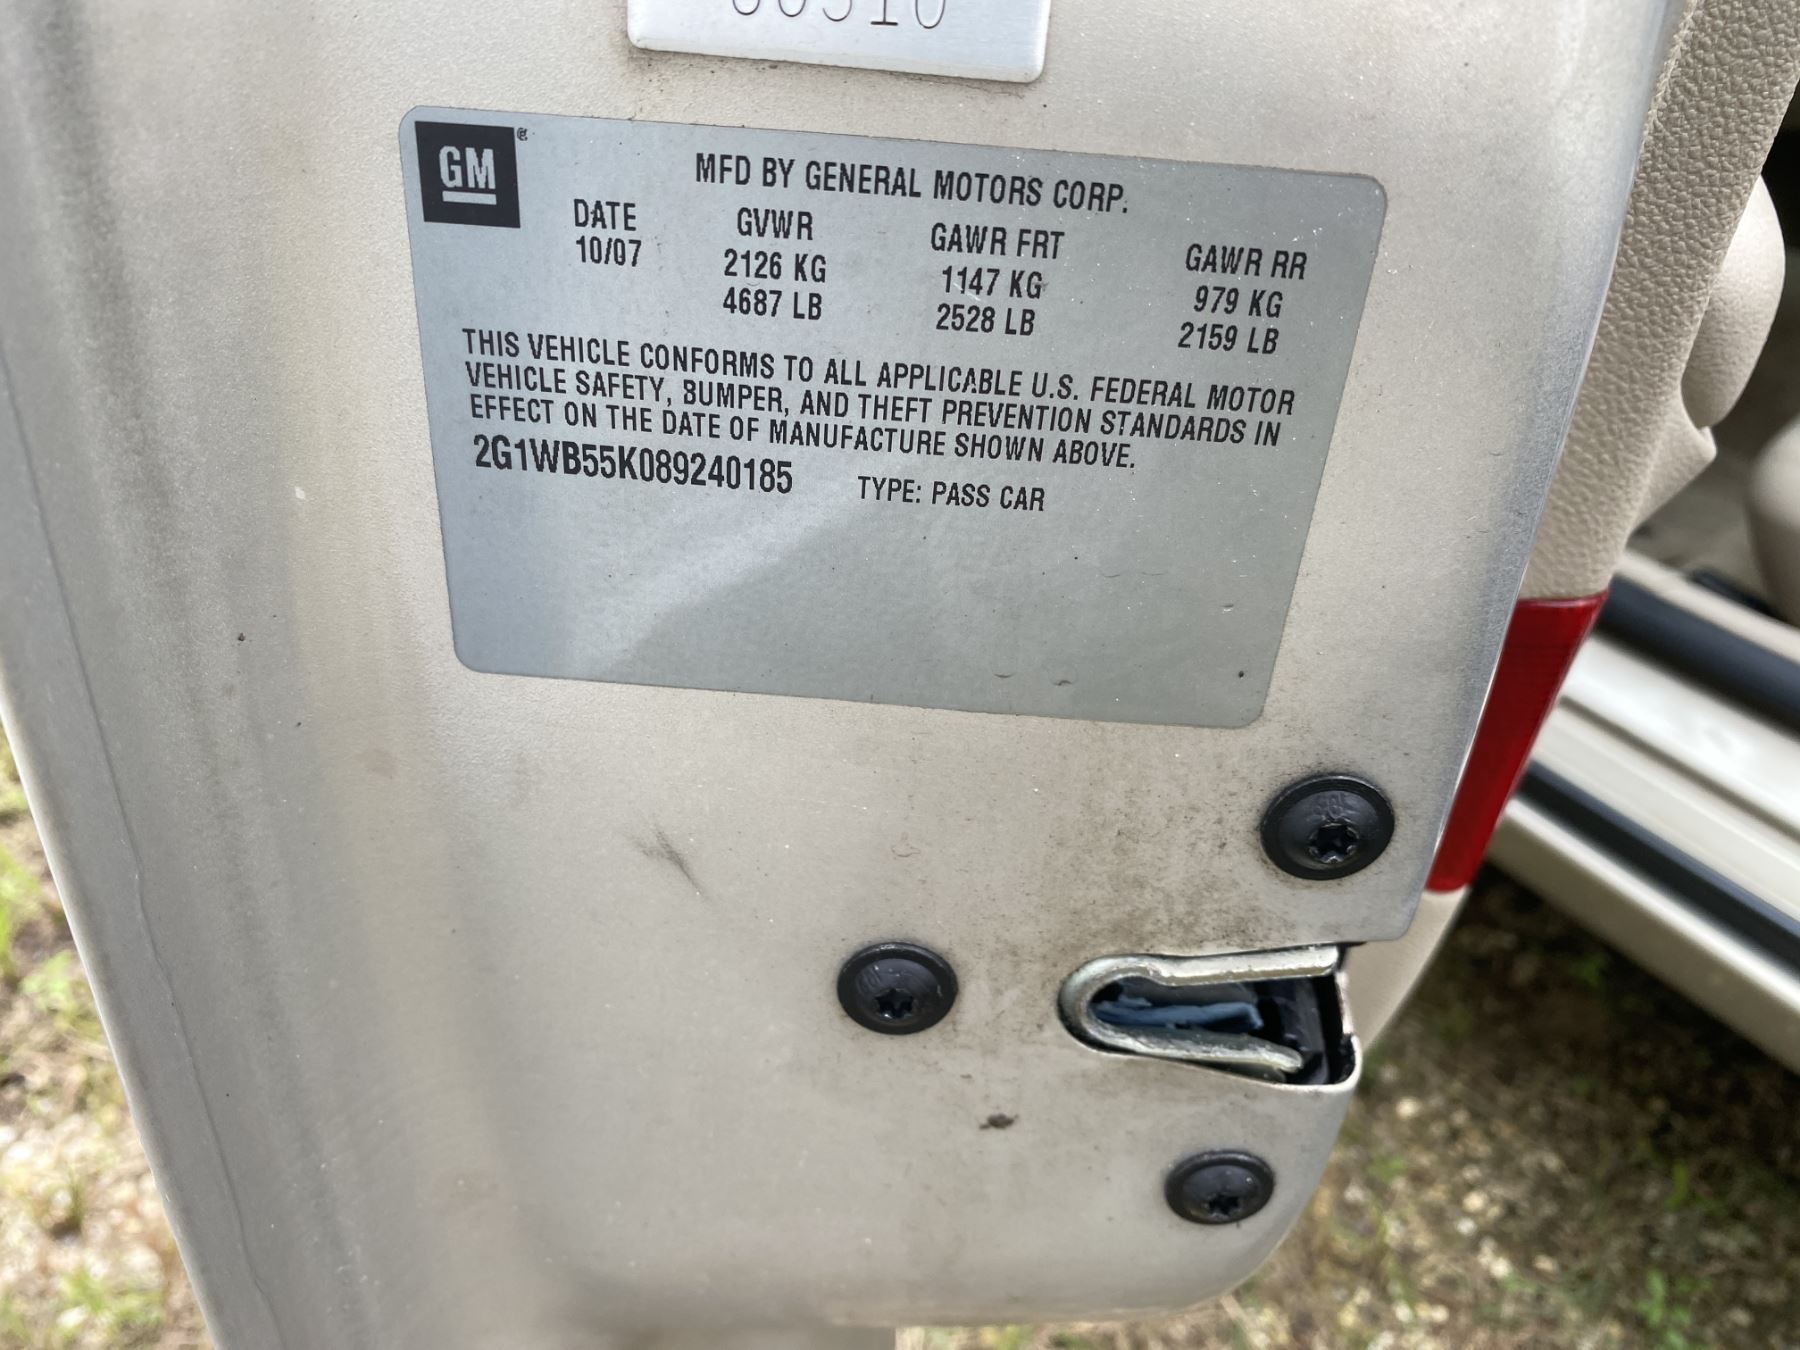 GM
MFD BY GENERAL MOTORS CORP.
DATE GVWR GAWR FRT GAWR RR
10/07 2126 KG 1147 KG 979 KG
4687 LB 2528 LB 2159 LB
THIS VEHICLE CONFORMS TO ALL APPLICABLE U.S. FEDERAL MOTOR
VEHICLE SAFETY, BUMPER, AND THEFT PREVENTION STANDARDS IN
EFFECT ON THE DATE OF MANUFACTURE SHOWN ABOVE.
2G1WB55K089240185 TYPE: PASS CAR